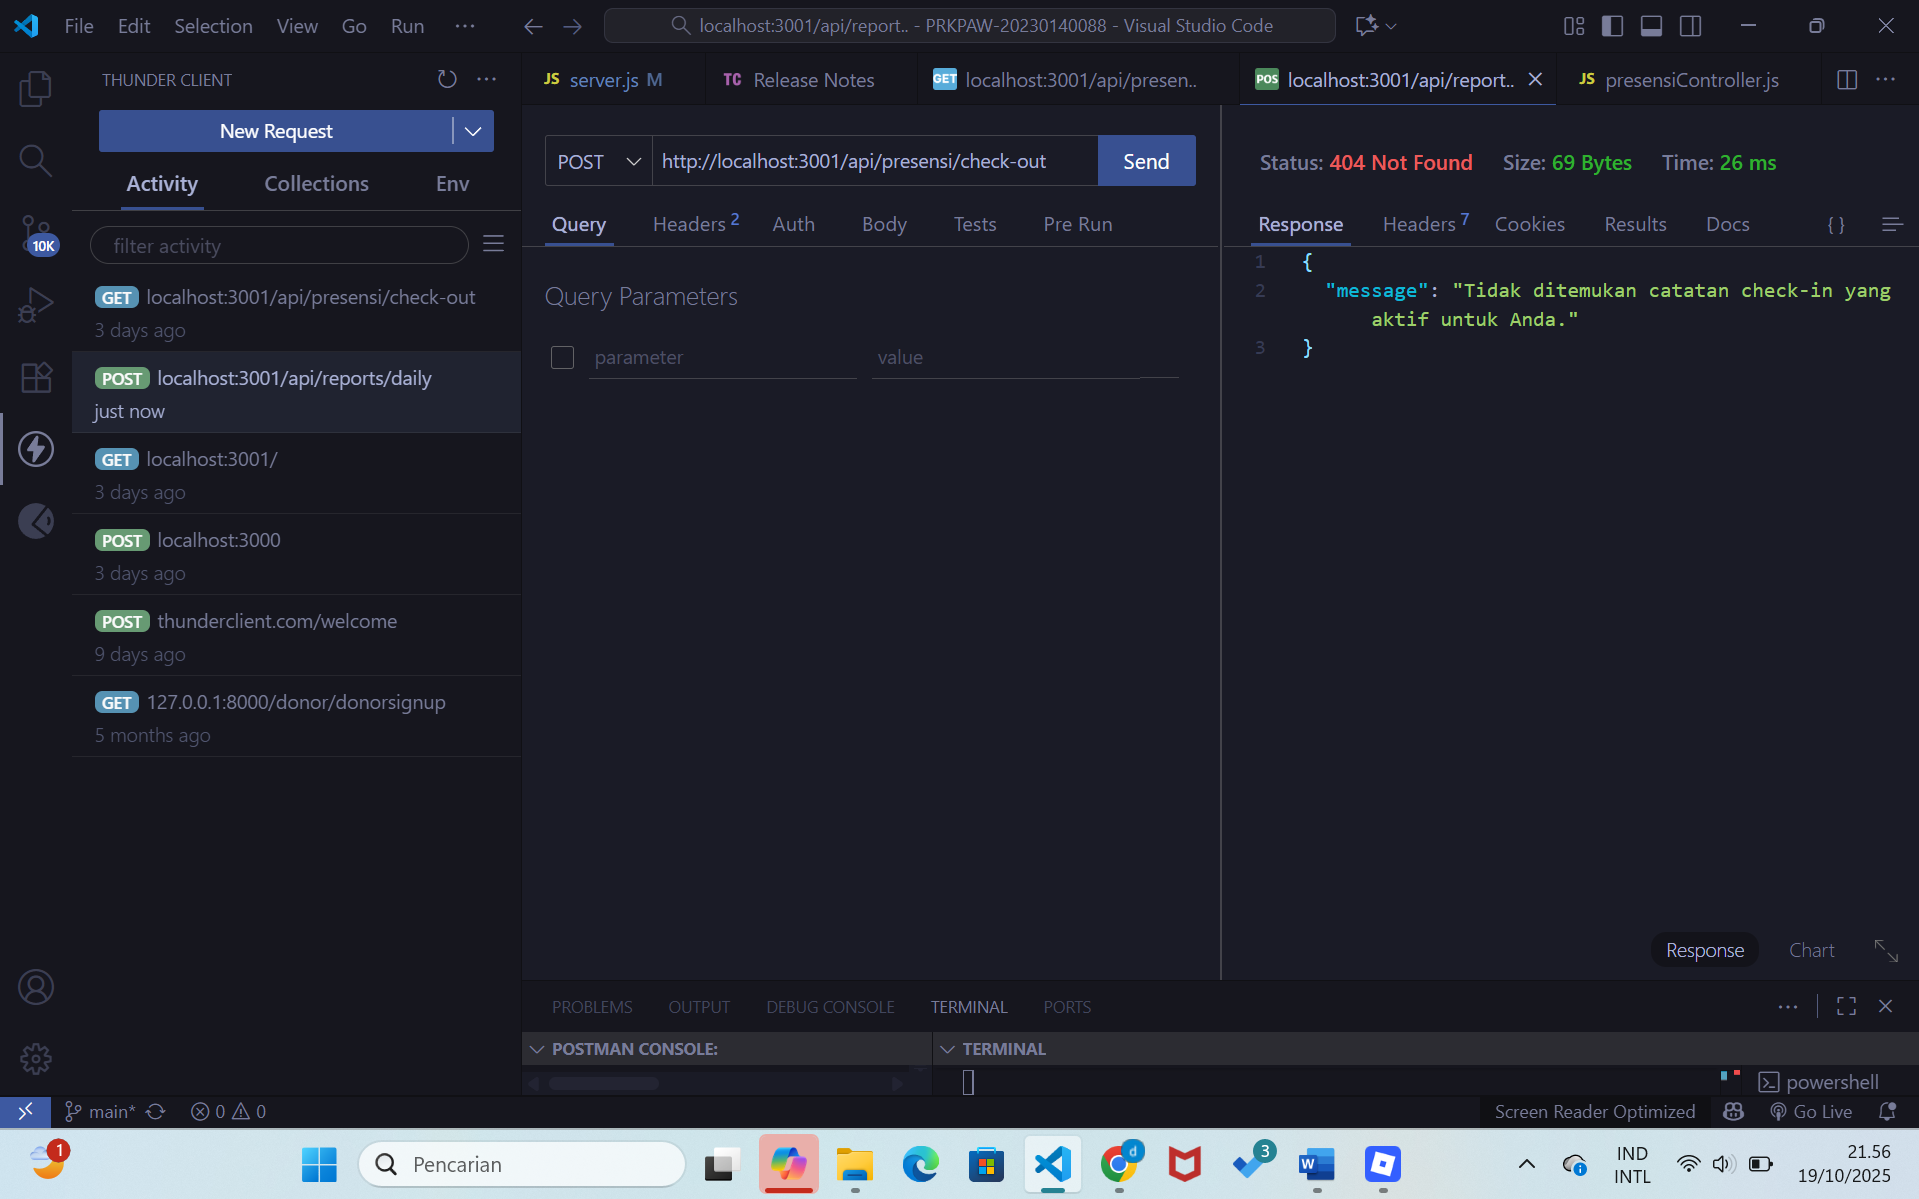 File Edit Selection View Go Run ···
localhost:3001/api/report.. - PRKPAW-20230140088 - Visual Studio Code
THUNDER CLIENT
New Request
Activity Collections Env
filter activity
GET localhost:3001/api/presensi/check-out
3 days ago
POST localhost:3001/api/reports/daily
just now
GET localhost:3001/
3 days ago
POST localhost:3000
3 days ago
POST thunderclient.com/welcome
9 days ago
GET 127.0.0.1:8000/donor/donorsignup
5 months ago
10K
JS server.js M
TC Release Notes
GET localhost:3001/api/presen..
POS localhost:3001/api/report..
JS presensiController.js
POST http://localhost:3001/api/presensi/check-out Send
Query Headers 2 Auth Body Tests Pre Run
Query Parameters
parameter value
Status: 404 Not Found Size: 69 Bytes Time: 26 ms
Response Headers 7 Cookies Results Docs { }
1 {
2 "message": "Tidak ditemukan catatan check-in yang
aktif untuk Anda."
3 }
Response Chart
PROBLEMS OUTPUT DEBUG CONSOLE TERMINAL PORTS
POSTMAN CONSOLE:
TERMINAL
powershell
main* 0 0
Screen Reader Optimized Go Live
1
Pencarian
d
3
W
IND
INTL
21.56
19/10/2025